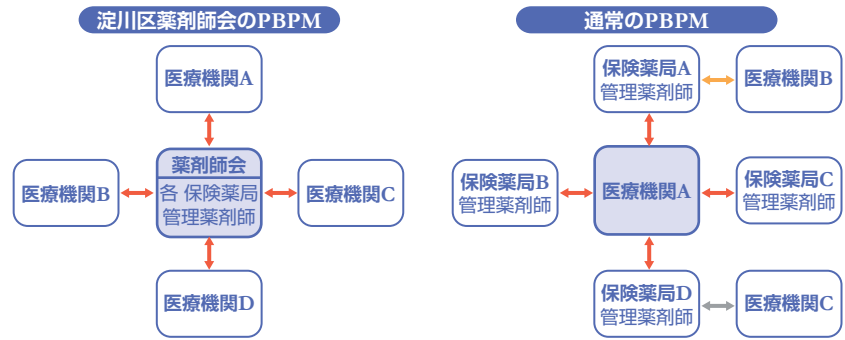 淀川区薬剤師会のPBPM
医療機関A
医療機関B
薬剤師会
各 保険薬局
管理薬剤師
医療機関C
医療機関D
通常のPBPM
保険薬局A
管理薬剤師
医療機関B
保険薬局B
管理薬剤師
医療機関A
保険薬局C
管理薬剤師
保険薬局D
管理薬剤師
医療機関C